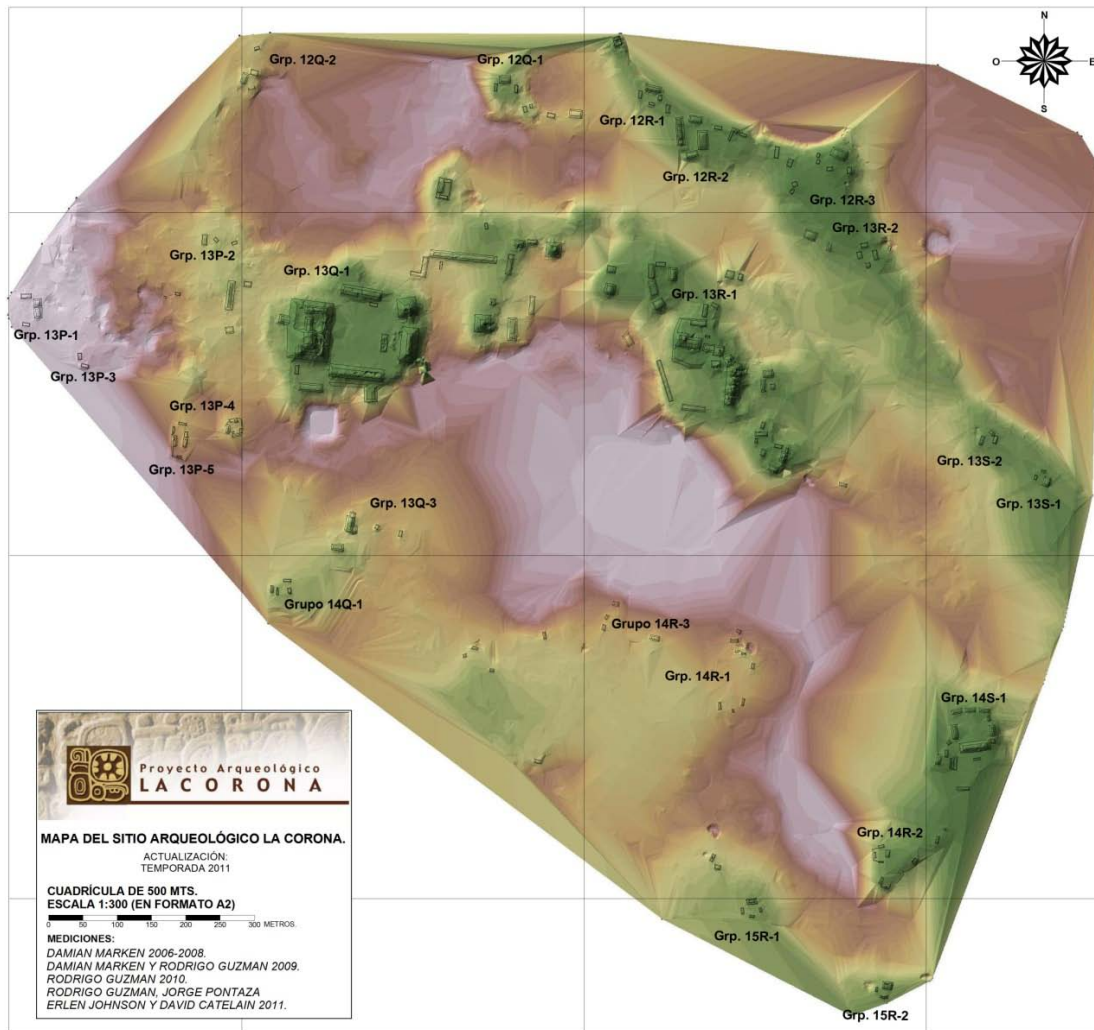 N
O
E
S
Grp. 12Q-2
Grp. 12Q-1
Grp. 12R-1
Grp. 12R-2
Grp. 12R-3
Grp. 13R-2
Grp. 13P-2
Grp. 13Q-1
Grp. 13R-1
Grp. 13P-1
Grp. 13P-3
Grp. 13P-4
Grp. 13P-5
Grp. 13S-2
Grp. 13S-1
Grp. 13Q-3
Grupo 14Q-1
Grupo 14R-3
Grp. 14R-1
Grp. 14S-1
Grp. 14R-2
Grp. 15R-1
Grp. 15R-2
Proyecto Arqueológico
LACORONA
MAPA DEL SITIO ARQUEOLÓGICO LA CORONA.
ACTUALIZACIÓN:
TEMPORADA 2011
CUADRÍCULA DE 500 MTS.
ESCALA 1:300 (EN FORMATO A2)
0 50 100 150 200 250 300 METROS.
MEDICIONES:
DAMIAN MARKEN 2006-2008.
DAMIAN MARKEN Y RODRIGO GUZMAN 2009.
RODRIGO GUZMAN 2010.
RODRIGO GUZMAN, JORGE PONTAZA
ERLEN JOHNSON Y DAVID CATELAIN 2011.